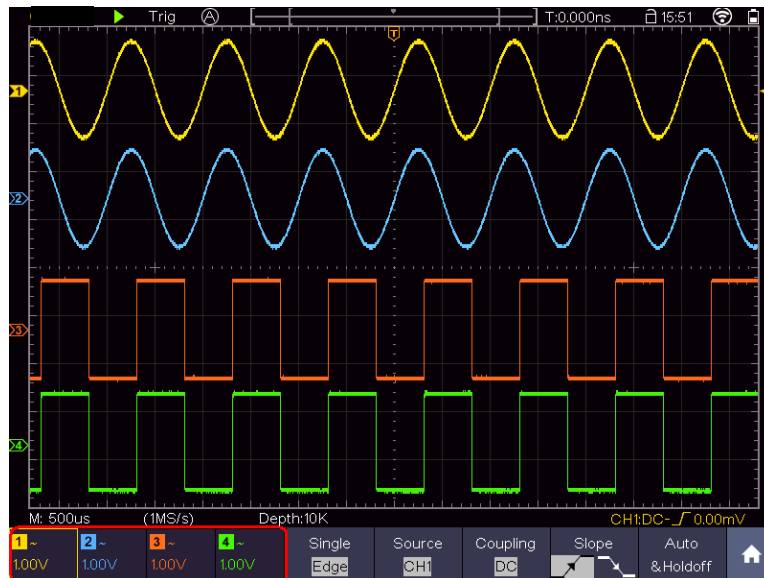 Trig A T:0.000ns 15:51
T
1
2
3
4
M: 500us (1MS/s) Depth:10K CH1:DC- 0.00mV
1 ~ 2 ~ 3 ~ 4 ~ Single Source Coupling Slope Auto
1.00V 1.00V 1.00V 1.00V Edge CH1 DC &Holdoff